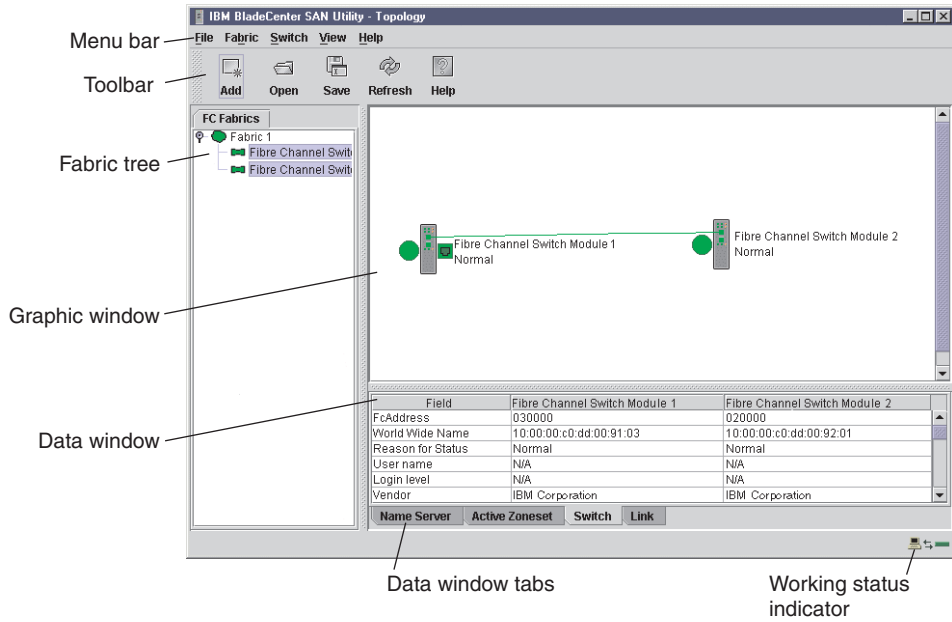 IBM BladeCenter SAN Utility - Topology
Menu bar
File Fabric Switch View Help
Toolbar
Add Open Save Refresh Help
FC Fabrics
Fabric 1
Fabric tree
Fibre Channel Swit
Fibre Channel Swit
Fibre Channel Switch Module 1
Normal
Fibre Channel Switch Module 2
Normal
Graphic window
Data window
Field Fibre Channel Switch Module 1 Fibre Channel Switch Module 2
FcAddress 030000 020000
World Wide Name 10:00:00:c0:dd:00:91:03 10:00:00:c0:dd:00:92:01
Reason for Status Normal Normal
User name N/A N/A
Login level N/A N/A
Vendor IBM Corporation IBM Corporation
Name Server Active Zoneset Switch Link
Data window tabs
Working status
indicator